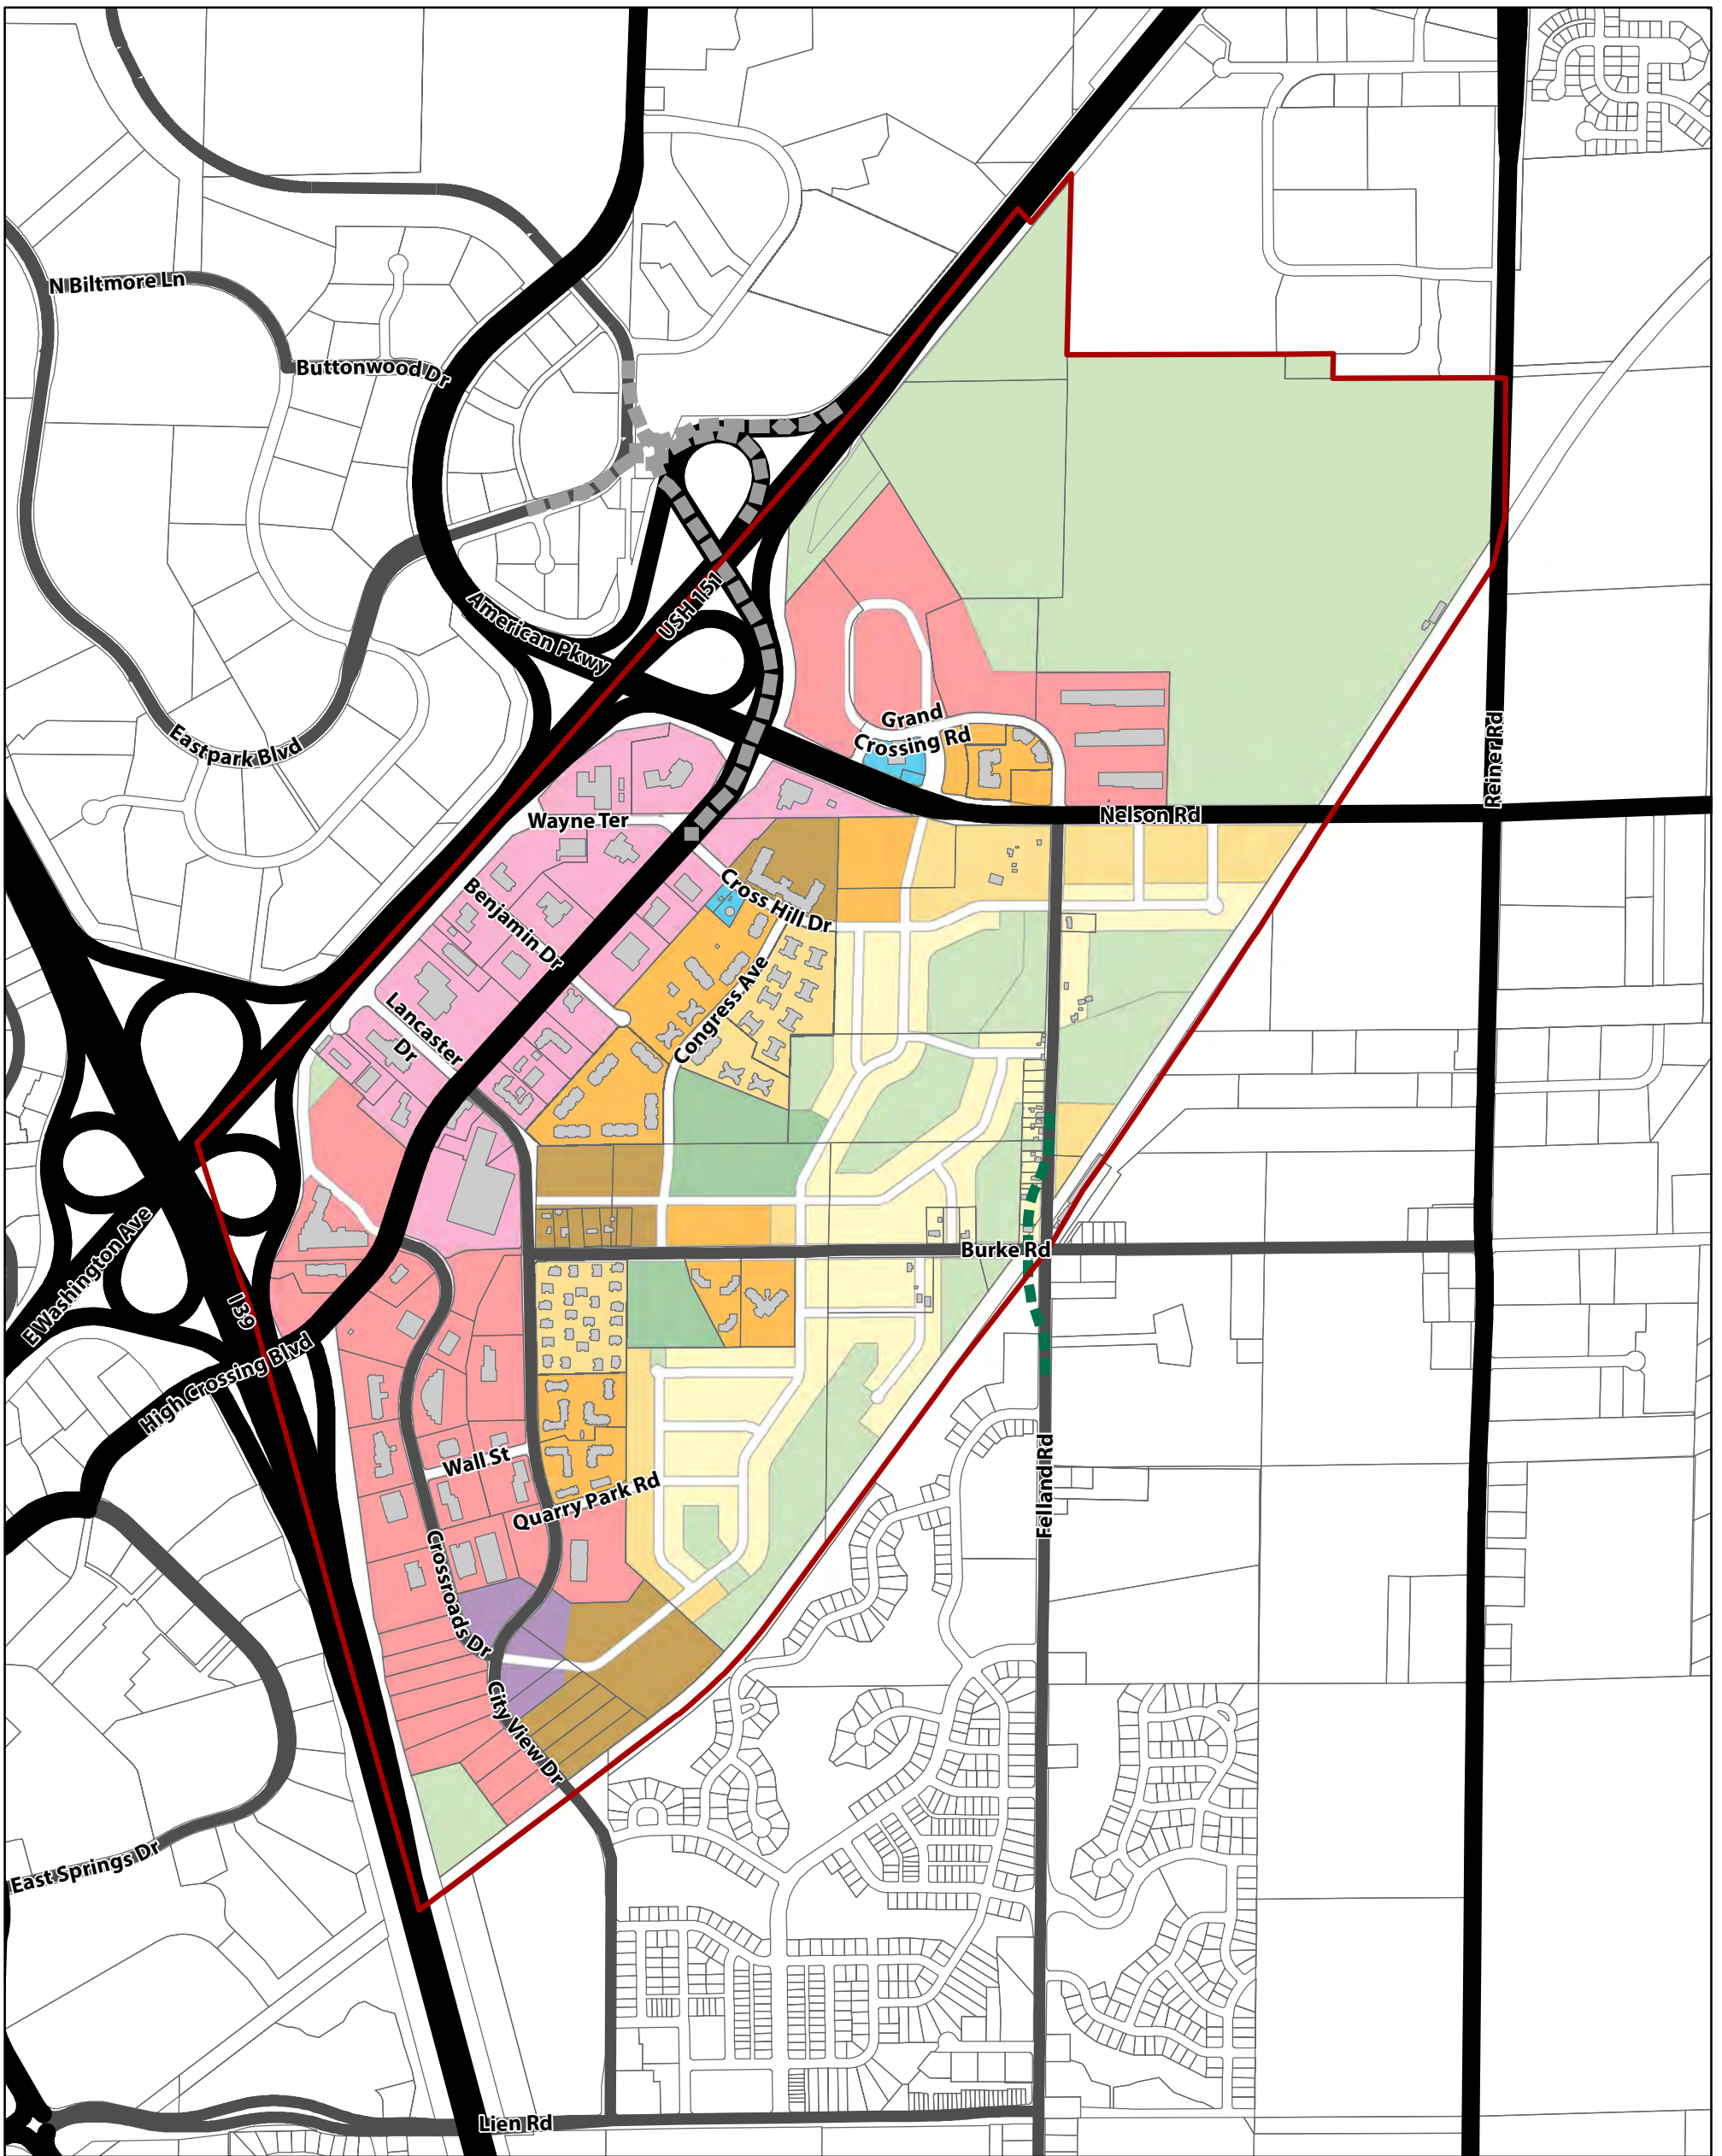 N Biltmore Ln
Buttonwood Dr
American Pkwy
USH 151
Eastpark Blvd
Grand
Crossing Rd
Reiner Rd
Nelson Rd
Wayne Ter
Cross Hill Dr
Benjamin Dr
Congress Ave
Lancaster
Dr
E Washington Ave
Burke Rd
I 39
High Crossing Blvd
Wall St
Quarry Park Rd
Felland Rd
Crossroads Dr
City View Dr
East Springs Dr
Lien Rd